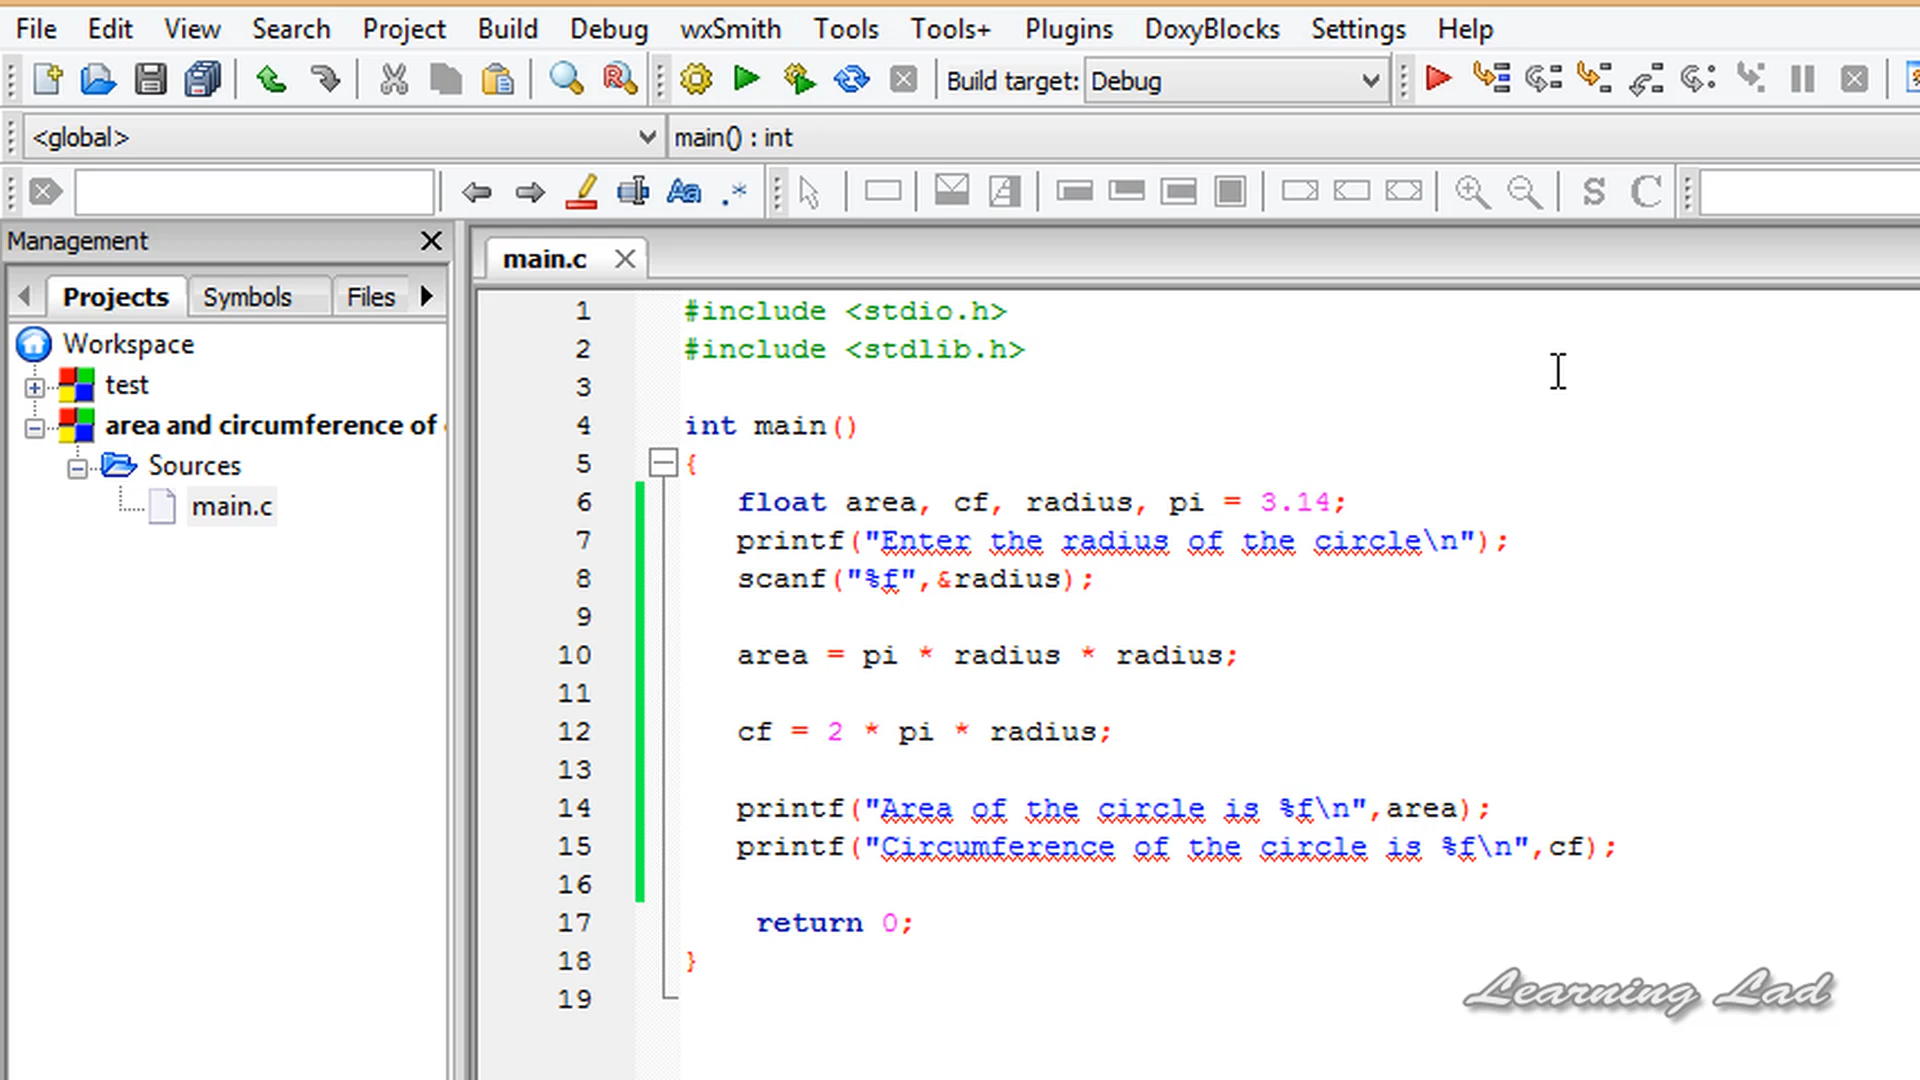 File Edit View Search Project Build Debug wxSmith Tools Tools+ Plugins DoxyBlocks Settings Help
Build target: Debug
<global> main() : int
Aa .* S C
Management
Projects Symbols Files
Workspace
test
area and circumference of
Sources
main.c
main.c
1 #include <stdio.h>
2 #include <stdlib.h>
3
4 int main()
5 {
6 float area, cf, radius, pi = 3.14;
7 printf("Enter the radius of the circle\n");
8 scanf("%f",&radius);
9
10 area = pi * radius * radius;
11
12 cf = 2 * pi * radius;
13
14 printf("Area of the circle is %f\n",area);
15 printf("Circumference of the circle is %f\n",cf);
16
17 return 0;
18 }
19
Learning Lad